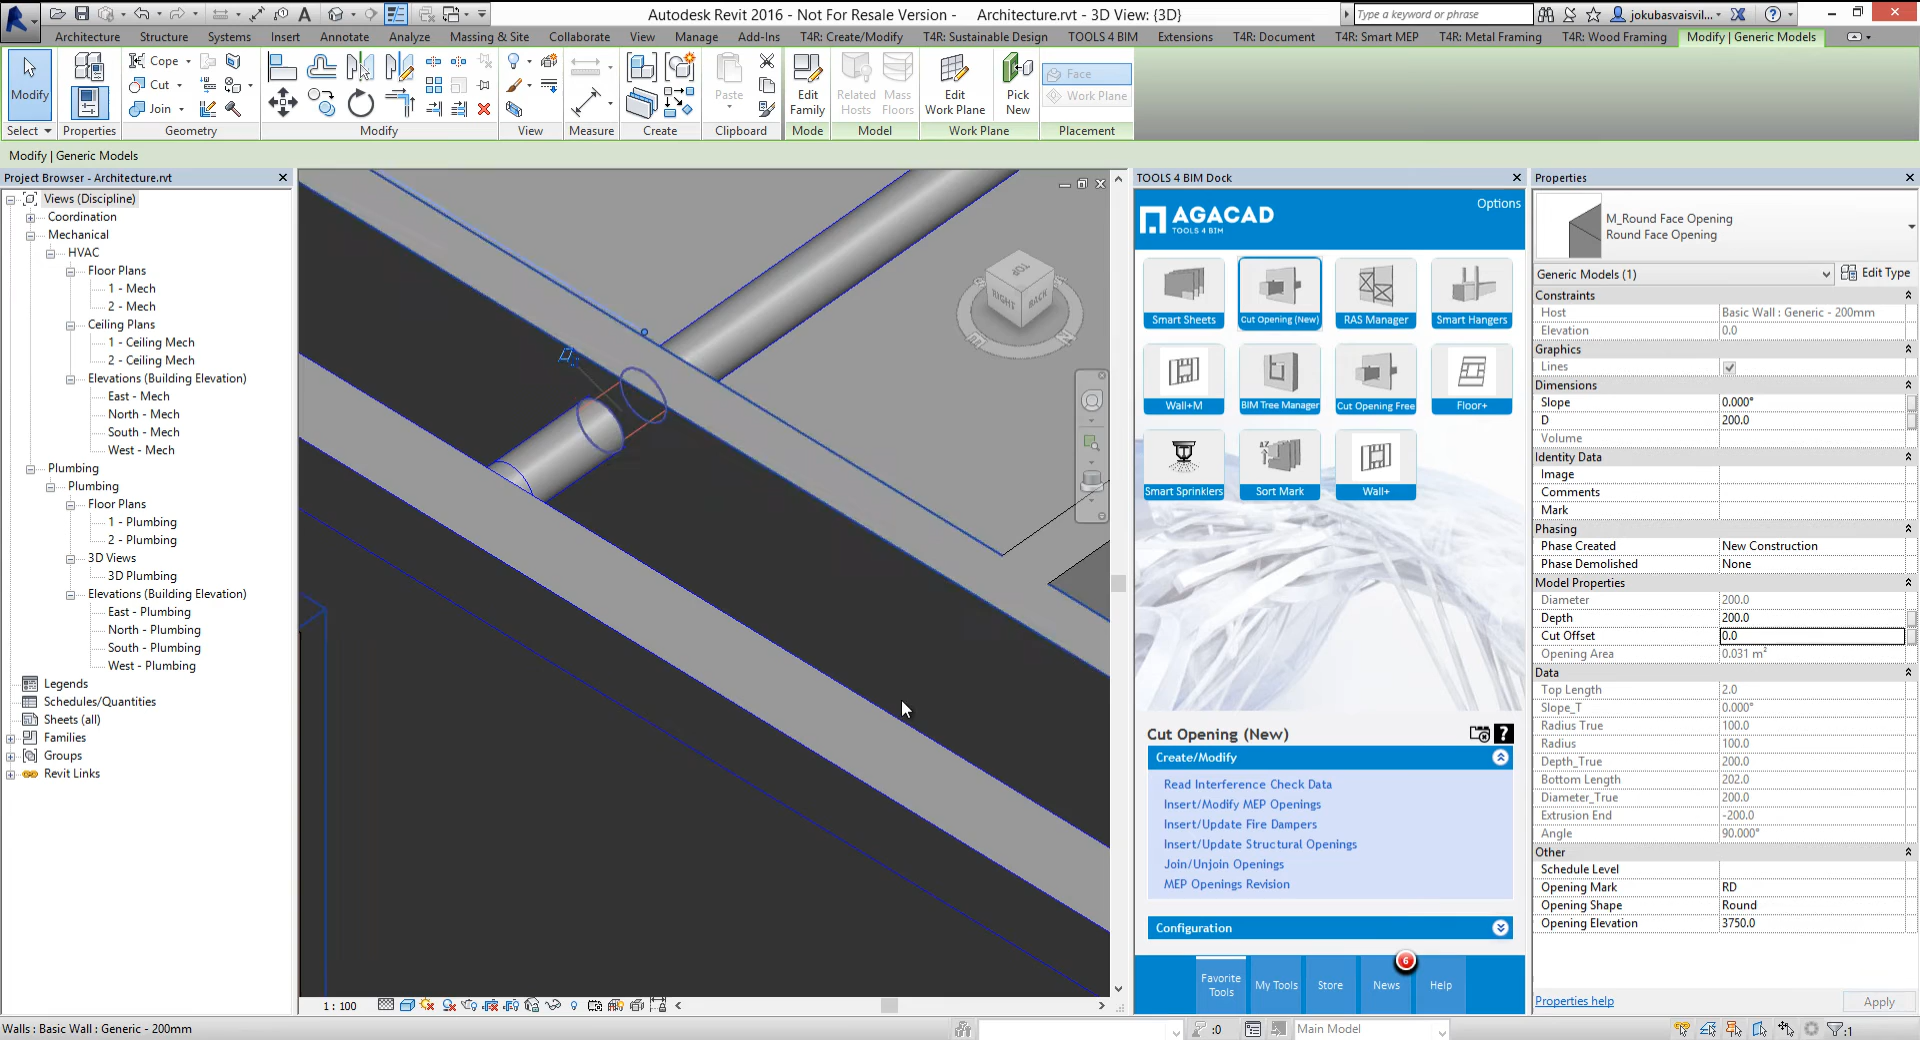 Autodesk Revit 2016 - Not For Resale Version - Architecture.rvt - 3D View: {3D}
Type a keyword or phrase
jokubasvaisvil...
Architecture Structure Systems Insert Annotate Analyze Massing & Site Collaborate View Manage Add-Ins T4R: Create/Modify T4R: Sustainable Design TOOLS 4 BIM Extensions T4R: Document T4R: Smart MEP T4R: Metal Framing T4R: Wood Framing Modify | Generic Models
Modify
Cope
Cut
Join
Paste
Edit Family
Related Hosts
Mass Floors
Edit Work Plane
Pick New
Face
Work Plane
Select Properties Geometry Modify View Measure Create Clipboard Mode Model Work Plane Placement
Modify | Generic Models
Project Browser - Architecture.rvt
Views (Discipline)
Coordination
Mechanical
HVAC
Floor Plans
1 - Mech
2 - Mech
Ceiling Plans
1 - Ceiling Mech
2 - Ceiling Mech
Elevations (Building Elevation)
East - Mech
North - Mech
South - Mech
West - Mech
Plumbing
Plumbing
Floor Plans
1 - Plumbing
2 - Plumbing
3D Views
3D Plumbing
Elevations (Building Elevation)
East - Plumbing
North - Plumbing
South - Plumbing
West - Plumbing
Legends
Schedules/Quantities
Sheets (all)
Families
Groups
Revit Links
TOP
RIGHT
BACK
1 : 100
TOOLS 4 BIM Dock
AGACAD
TOOLS 4 BIM
Options
Smart Sheets
Cut Opening (New)
RAS Manager
Smart Hangers
Wall+M
BIM Tree Manager
Cut Opening Free
Floor+
Smart Sprinklers
Sort Mark
Wall+
Cut Opening (New)
?
Create/Modify
Read Interference Check Data
Insert/Modify MEP Openings
Insert/Update Fire Dampers
Insert/Update Structural Openings
Join/Unjoin Openings
MEP Openings Revision
Configuration
6
Favorite Tools
My Tools
Store
News
Help
Properties
M_Round Face Opening
Round Face Opening
Generic Models (1)
Edit Type
Constraints
Host Basic Wall : Generic - 200mm
Elevation 0.0
Graphics
Lines
Dimensions
Slope 0.000°
D 200.0
Volume
Identity Data
Image
Comments
Mark
Phasing
Phase Created New Construction
Phase Demolished None
Model Properties
Diameter 200.0
Depth 200.0
Cut Offset 0.0
Opening Area 0.031 m²
Data
Top Length 2.0
Slope_T 0.000°
Radius True 100.0
Radius 100.0
Depth_True 200.0
Bottom Length 202.0
Diameter_True 200.0
Extrusion End -200.0
Angle 90.000°
Other
Schedule Level
Opening Mark RD
Opening Shape Round
Opening Elevation 3750.0
Properties help
Apply
Walls : Basic Wall : Generic - 200mm
:0
Main Model
:1